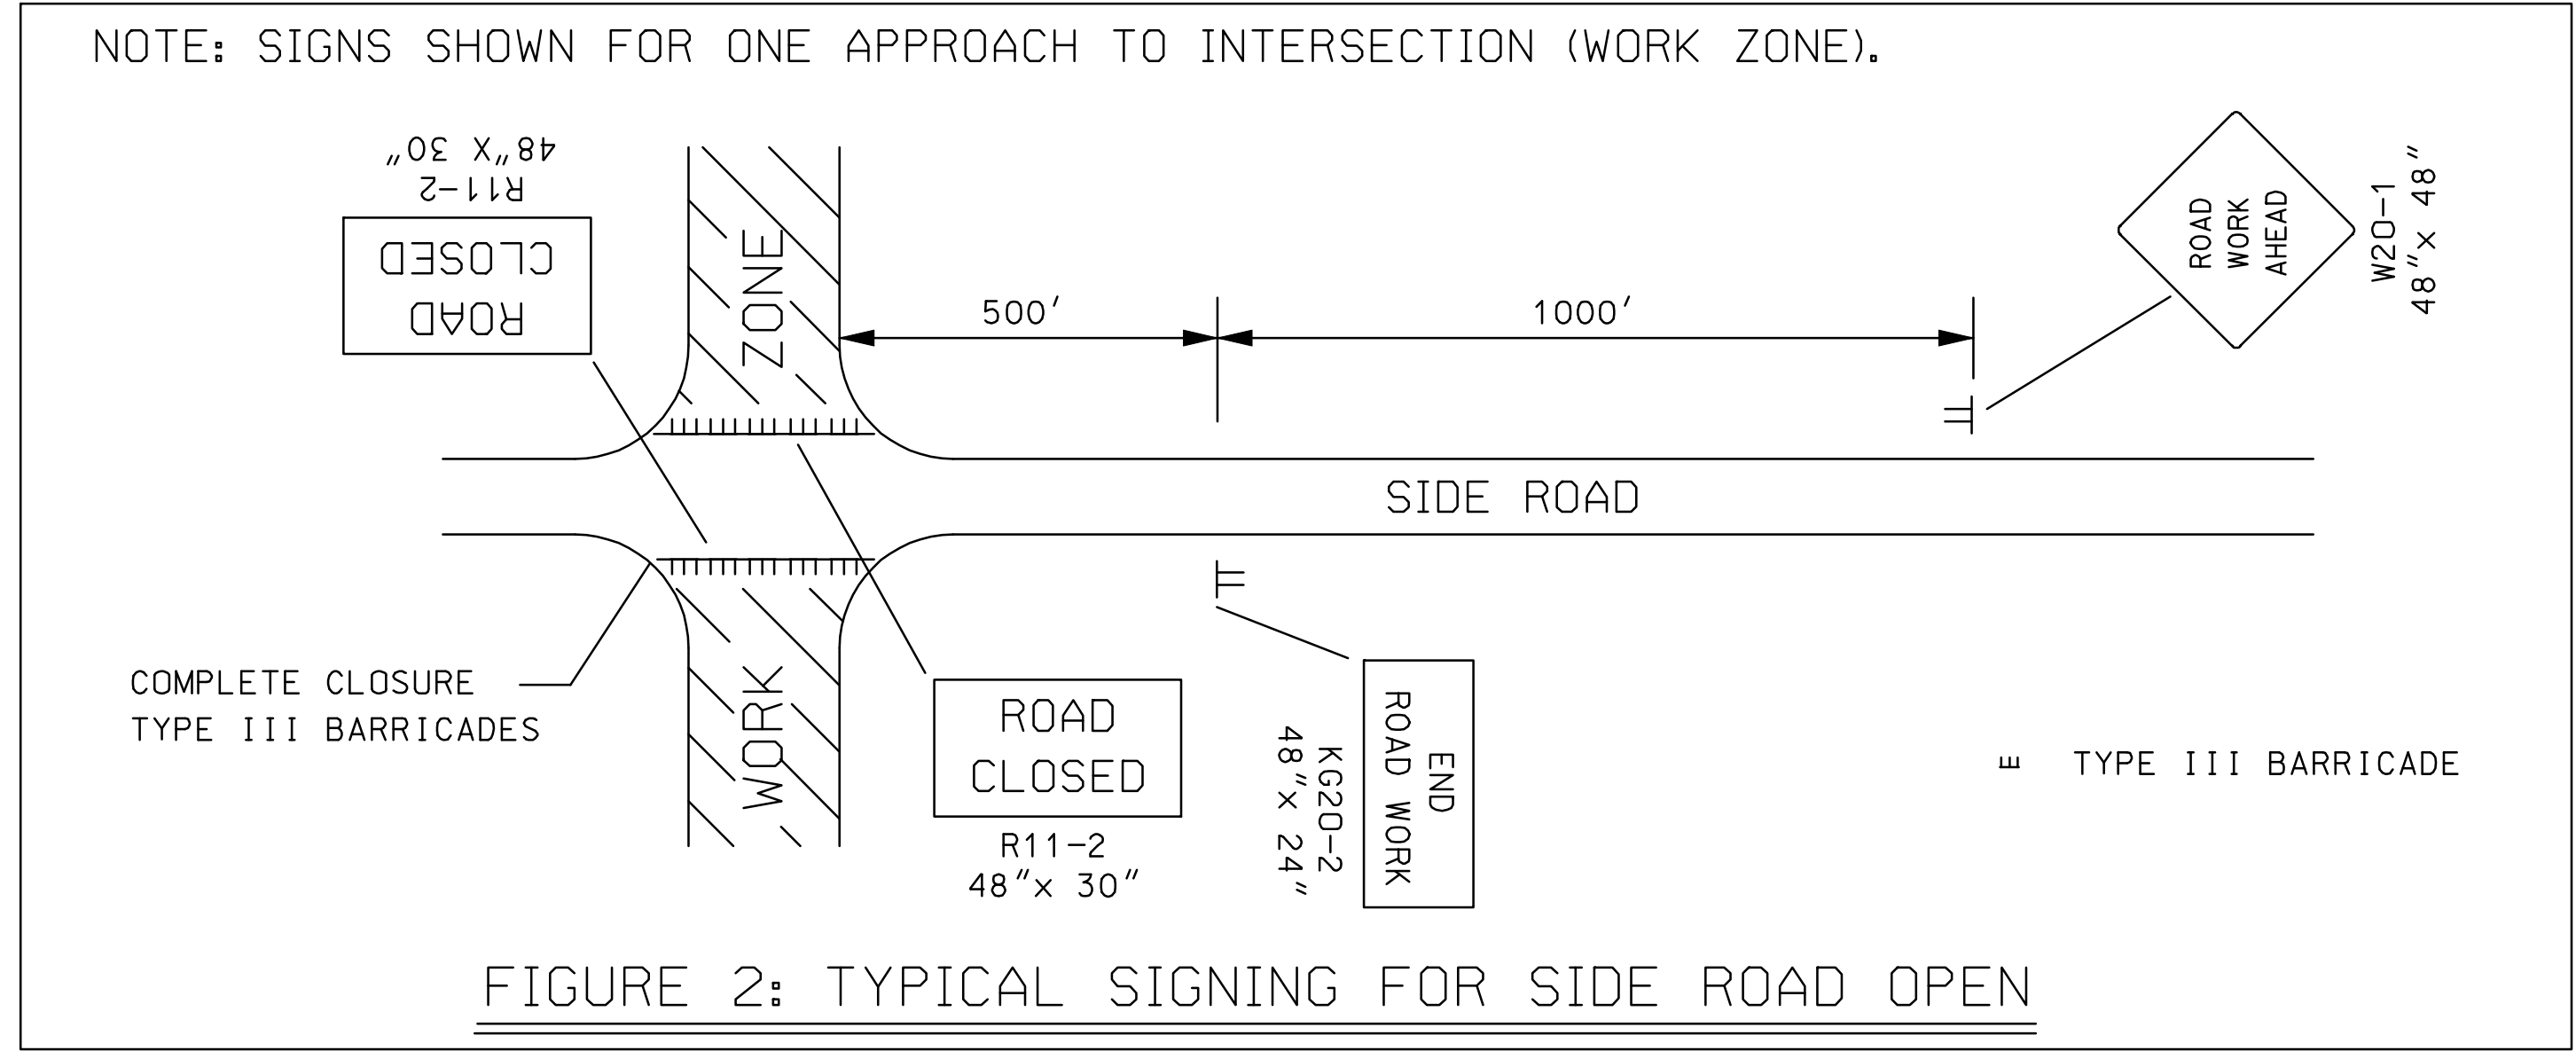 NOTE: SIGNS SHOWN FOR ONE APPROACH TO INTERSECTION (WORK ZONE).
ROAD
CLOSED
R11-2
48"X 30"
ZONE
500'
1000'
ROAD
WORK
AHEAD
W20-1
48"x 48"
SIDE ROAD
COMPLETE CLOSURE
TYPE III BARRICADES
WORK
ROAD
CLOSED
R11-2
48"x 30"
END
ROAD WORK
KG20-2
48"x 24"
TYPE III BARRICADE
FIGURE 2: TYPICAL SIGNING FOR SIDE ROAD OPEN